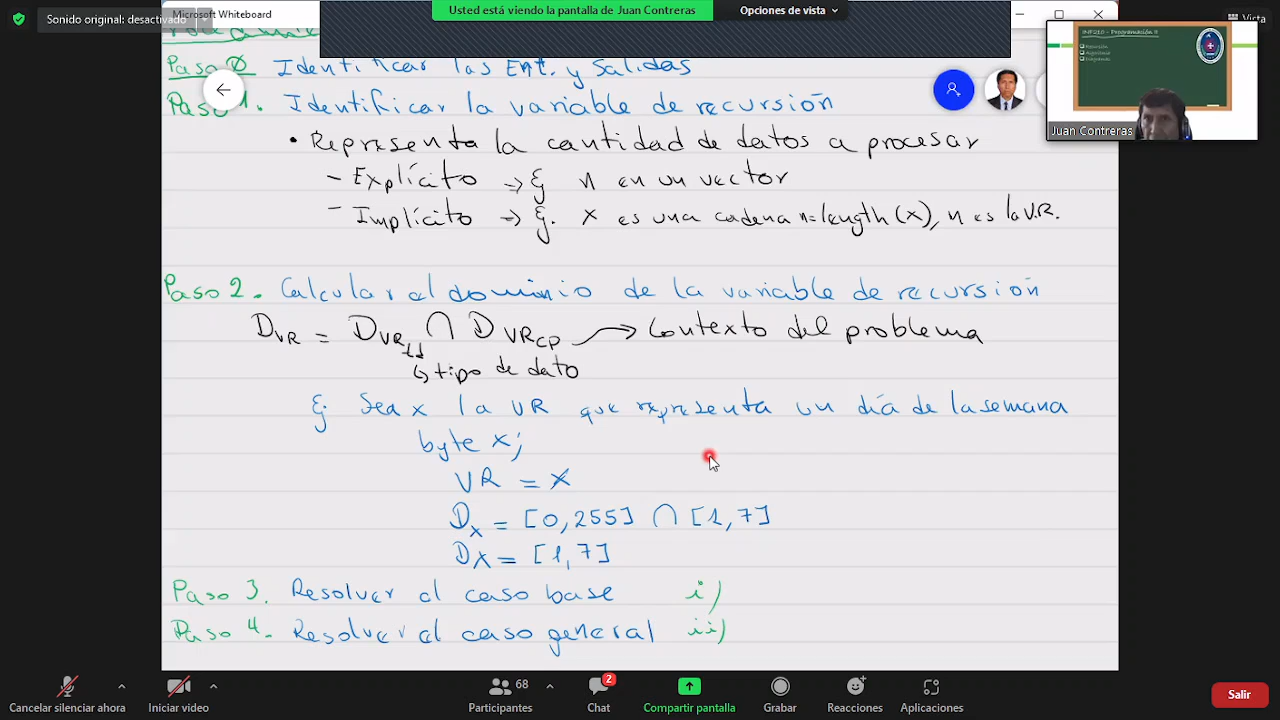 Sonido original: desactivado
Microsoft Whiteboard
Usted está viendo la pantalla de Juan Contreras
Opciones de vista
Vista
INF210 - Programación II
Juan Contreras
Paso 0 Identificar las Ent. y Salidas
Paso 1. Identificar la variable de recursión
• Representa la cantidad de datos a procesar
- Explícito => Ej n en un vector
- Implícito => Ej. x es una cadena n=length(x), n es la V.R.
Paso 2. Calcular el dominio de la variable de recursión
DVR = DVRtd ∩ DVRCP → Contexto del problema
↳ tipo de dato
Ej Sea x la VR que representa un día de la semana
byte x;
VR = x
Dx = [0,255] ∩ [1,7]
Dx = [1,7]
Paso 3. Resolver el caso base i)
Paso 4. Resolver el caso general ii)
68
2
Cancelar silenciar ahora
Iniciar video
Participantes
Chat
Compartir pantalla
Grabar
Reacciones
Aplicaciones
Salir